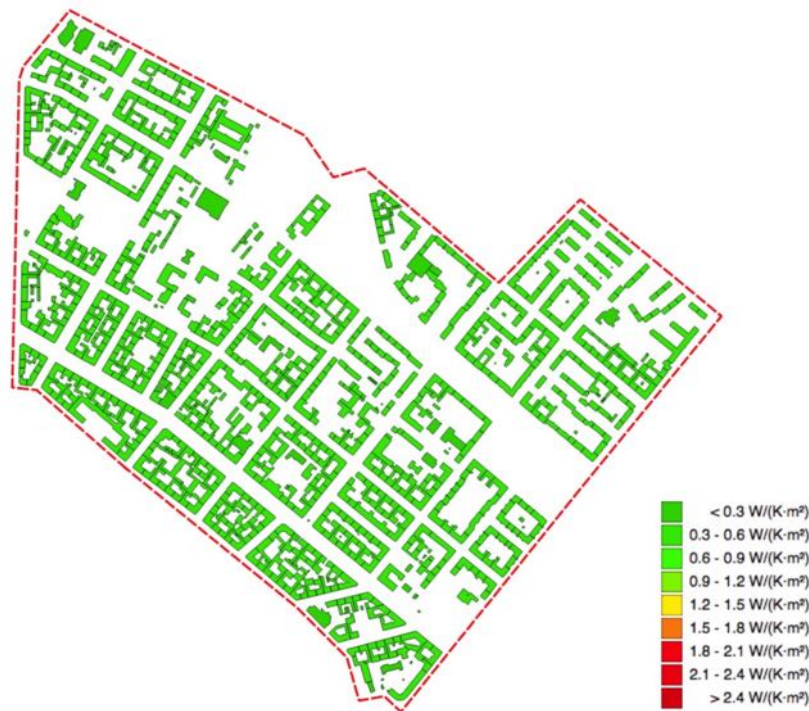 < 0.3 W/(K·m²)
0.3 - 0.6 W/(K·m²)
0.6 - 0.9 W/(K·m²)
0.9 - 1.2 W/(K·m²)
1.2 - 1.5 W/(K·m²)
1.5 - 1.8 W/(K·m²)
1.8 - 2.1 W/(K·m²)
2.1 - 2.4 W/(K·m²)
> 2.4 W/(K·m²)